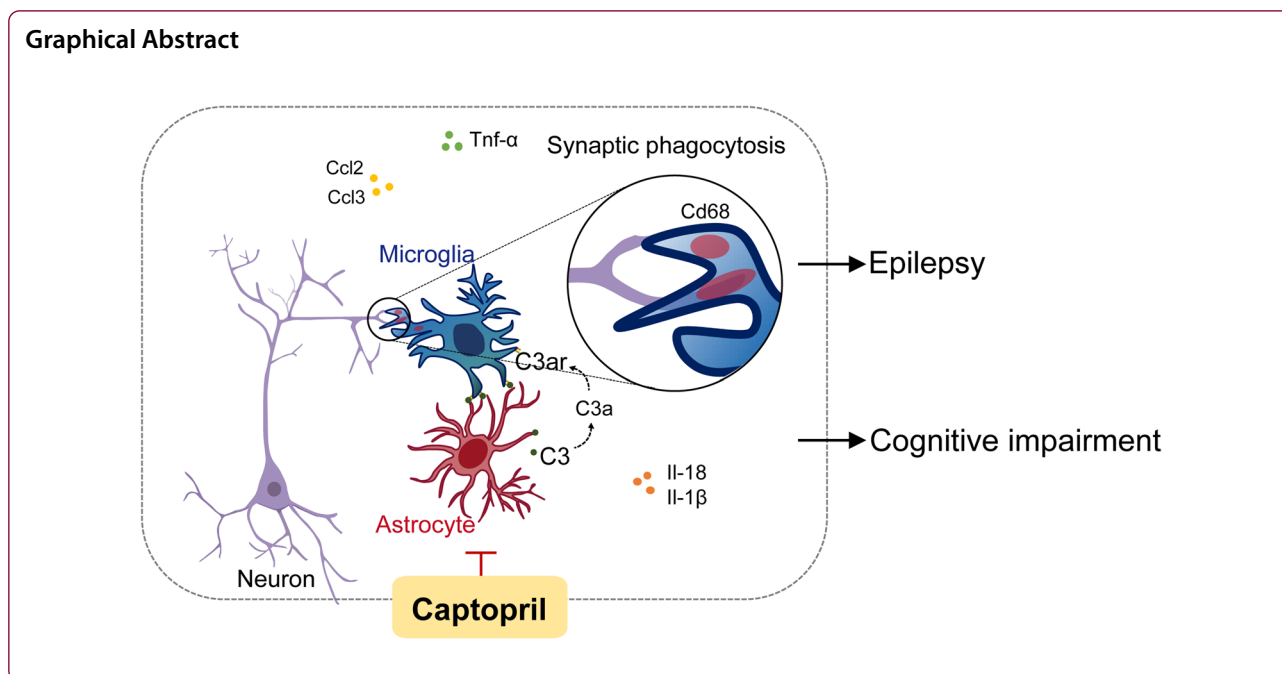 Graphical Abstract
Tnf-α
Synaptic phagocytosis
Ccl2
Ccl3
Cd68
Microglia
Epilepsy
C3ar
C3a
C3
Cognitive impairment
Il-18
Il-1β
Astrocyte
Neuron
Captopril